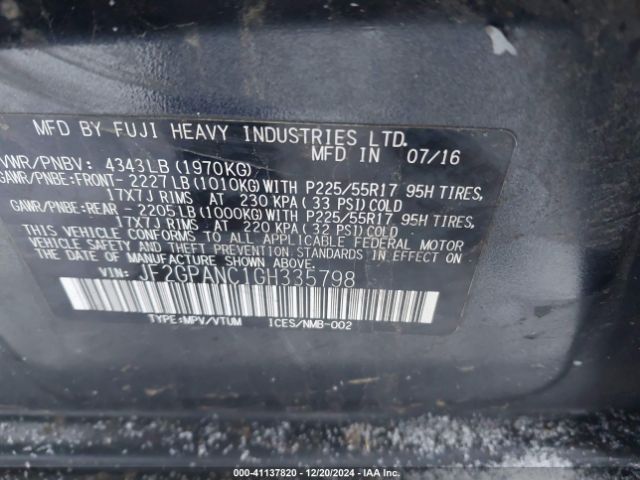 MFD BY FUJI HEAVY INDUSTRIES LTD.
MFD IN 07/16
VWR/PNBV: 4343LB (1970KG)
GAWR/PNBE:FRONT- 2227LB (1010KG) WITH P225/55R17 95H TIRES,
17X7J RIMS AT 230 KPA (33 PSI) COLD
GAWR/PNBE:REAR - 2205LB (1000KG) WITH P225/55R17 95H TIRES,
17X7J RIMS AT 220 KPA (32 PSI) COLD
THIS VEHICLE CONFORMS TO ALL APPLICABLE FEDERAL MOTOR
VEHICLE SAFETY AND THEFT PREVENTION STANDARDS IN EFFECT ON
THE DATE OF MANUFACTURE SHOWN ABOVE.
VIN: JF2GPANC1GH335798
TYPE:MPV/VTUM ICES/NMB-002
000-41137820 - 12/20/2024 - IAA Inc.